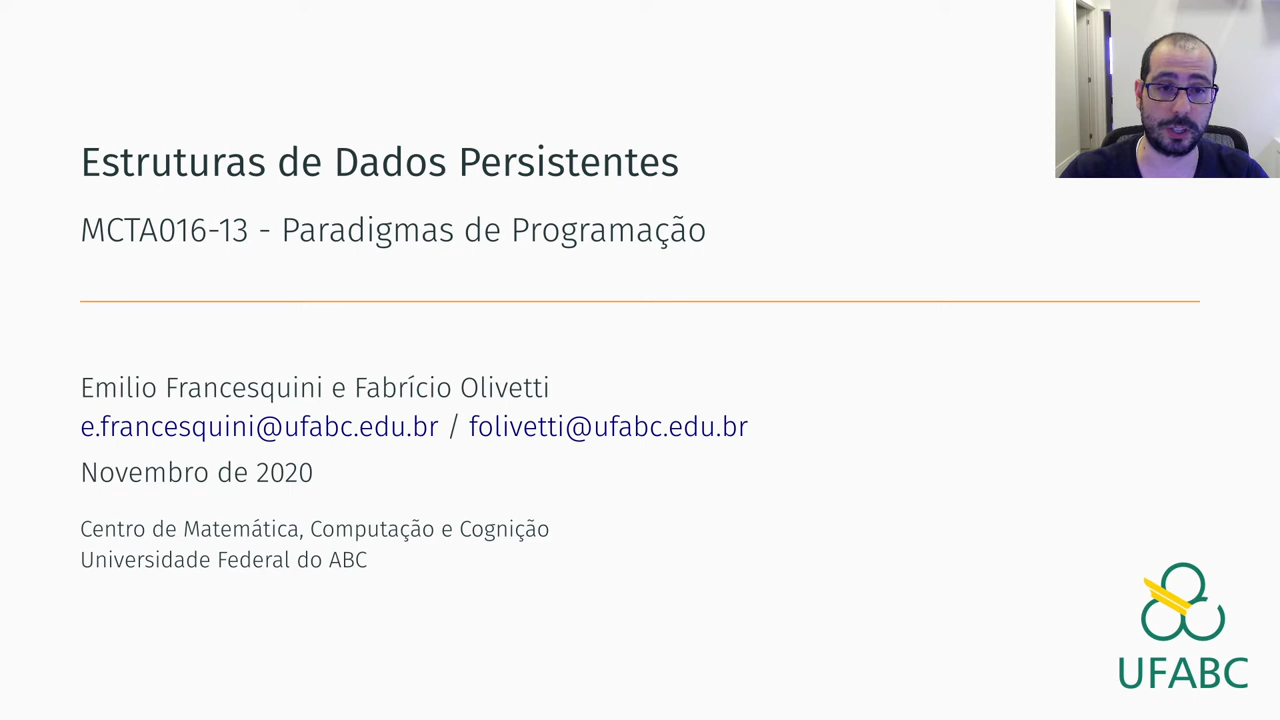 Estruturas de Dados Persistentes
MCTA016-13 - Paradigmas de Programação
Emilio Francesquini e Fabrício Olivetti
e.francesquini@ufabc.edu.br / folivetti@ufabc.edu.br
Novembro de 2020
Centro de Matemática, Computação e Cognição
Universidade Federal do ABC
UFABC